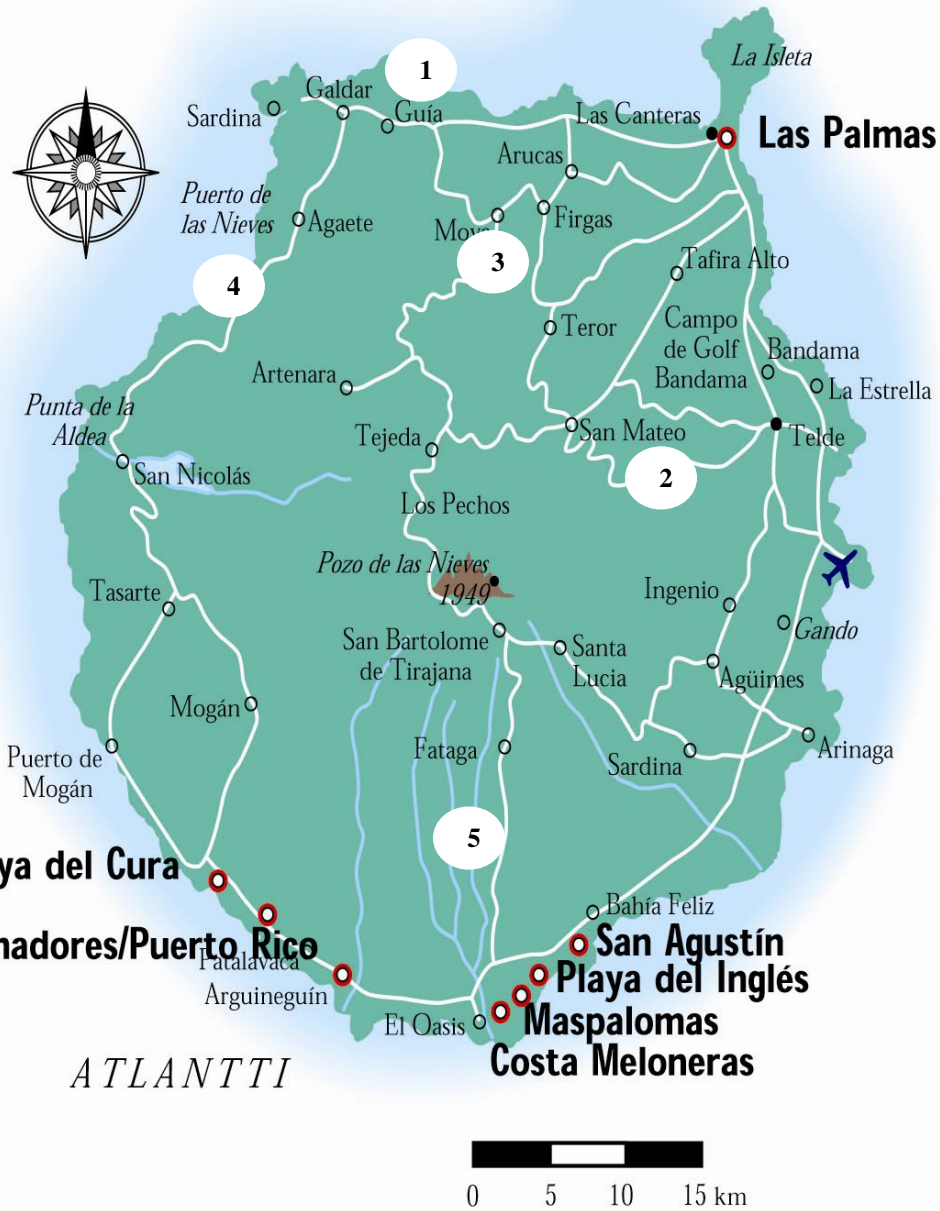 La Isleta
1
Galdar
Sardina
Guía
Las Canteras
Las Palmas
Arucas
Puerto de
las Nieves
Agaete
Firgas
3
Tafira Alto
4
Teror
Campo
de Golf
Bandama
Bandama
Artenara
La Estrella
Punta de la
Aldea
San Mateo
Telde
Tejeda
San Nicolás
2
Los Pechos
Pozo de las Nieves
1949
Tasarte
Ingenio
Gando
San Bartolome
de Tirajana
Santa
Lucia
Agüimes
Mogán
Fataga
Sardina
Arinaga
Puerto de
Mogán
5
ya del Cura
Bahía Feliz
nadores/Puerto Rico
San Agustín
Playa del Inglés
Arguineguín
Maspalomas
El Oasis
Costa Meloneras
ATLANTTI
0 5 10 15 km